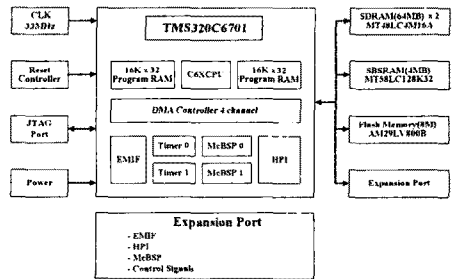 CLK
33MHz
Reset
Controller
JTAG
Port
Power
TMS320C6701
16K x 32
Program RAM
C6XCPU
16K x 32
Program RAM
DMA Controller 4 channel
EMIF
Timer 0
McBSP 0
Timer 1
McBSP 1
HPI
SDRAM(64MB) x 2
MT48LC4M16A
SBSRAM(4MB)
MT58LC128K32
Flash Memory(8M)
AM29LV800B
Expansion Port
Expansion Port
- EMIF
- HPI
- McBSP
- Control Signals